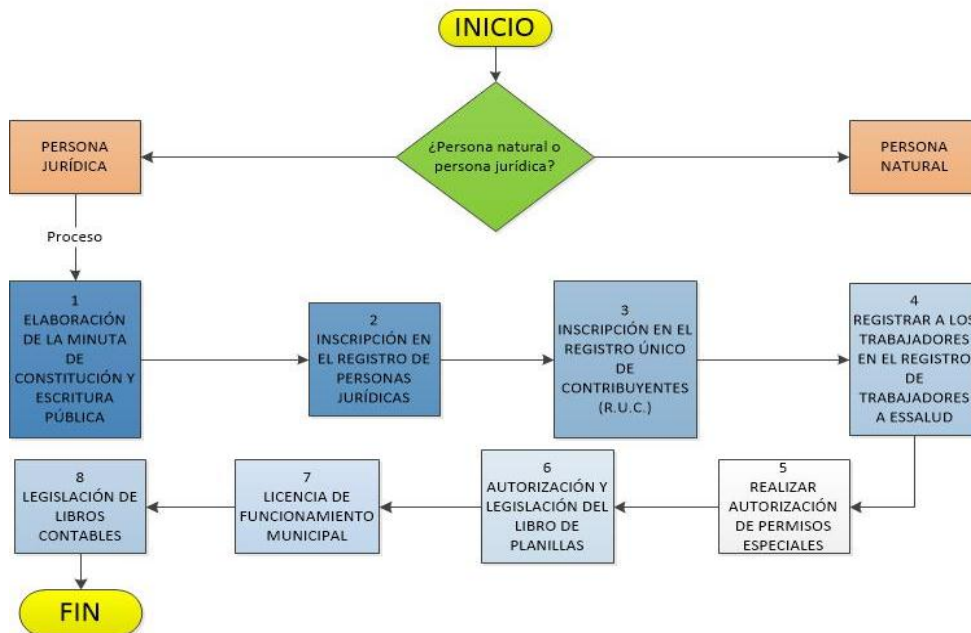 INICIO
¿Persona natural o
persona jurídica?
PERSONA
JURÍDICA
PERSONA
NATURAL
Proceso
1
ELABORACIÓN
DE LA MINUTA
DE
CONSTITUCIÓN Y
ESCRITURA
PÚBLICA
2
INSCRIPCIÓN EN
EL REGISTRO DE
PERSONAS
JURÍDICAS
3
INSCRIPCIÓN EN EL
REGISTRO ÚNICO
DE
CONTRIBUYENTES
(R.U.C.)
4
REGISTRAR A LOS
TRABAJADORES
EN EL REGISTRO
DE
TRABAJADORES
A ESSALUD
5
REALIZAR
AUTORIZACIÓN
DE PERMISOS
ESPECIALES
6
AUTORIZACIÓN Y
LEGISLACIÓN DEL
LIBRO DE
PLANILLAS
7
LICENCIA DE
FUNCIONAMIENTO
MUNICIPAL
8
LEGISLACIÓN DE
LIBROS
CONTABLES
FIN